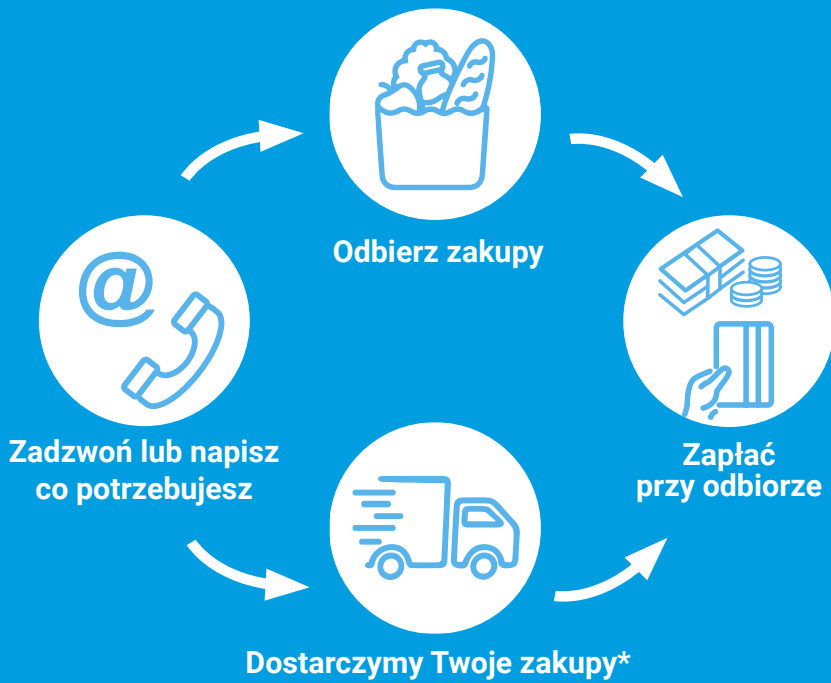 Odbierz zakupy
@
Zadzwoń lub napisz
co potrzebujesz
Zapłać
przy odbiorze
Dostarczymy Twoje zakupy*